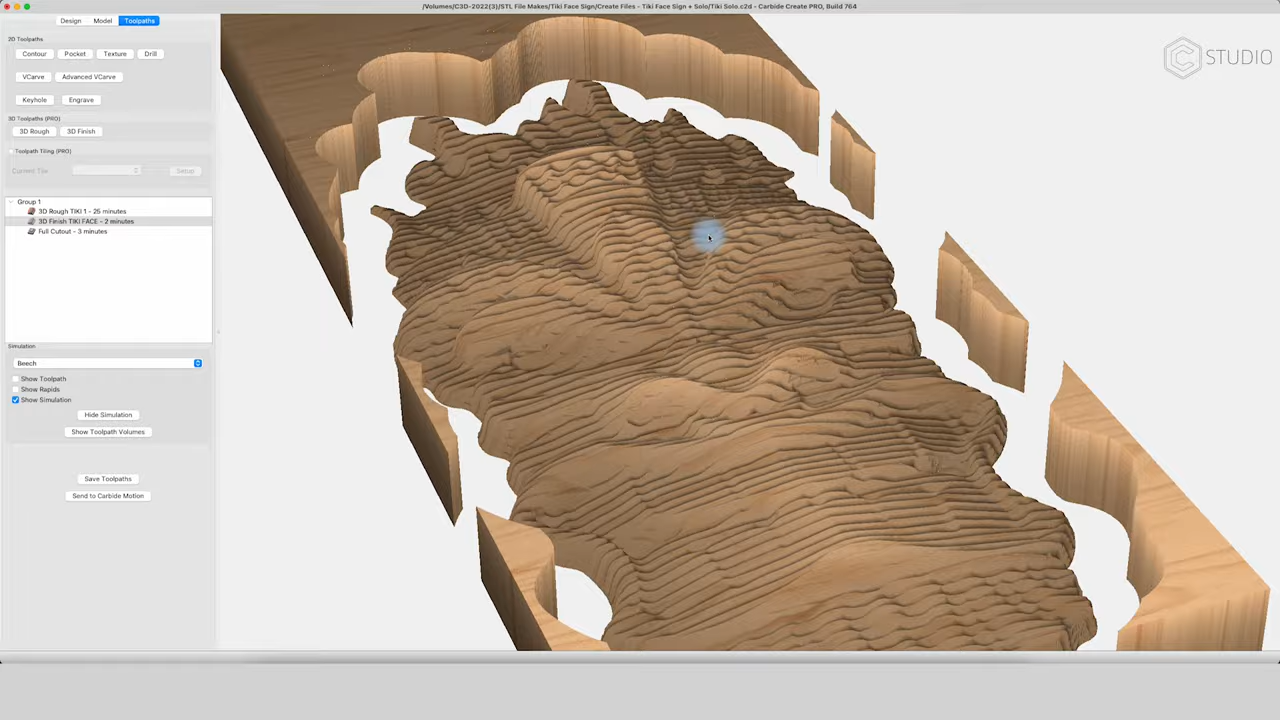 /Volumes/C3D-2022(3)/STL File Makes/Tiki Face Sign/Create Files - Tiki Face Sign + Solo/Tiki Solo.c2d - Carbide Create PRO, Build 764
Design Model Toolpaths
2D Toolpaths
Contour Pocket Texture Drill
VCarve Advanced VCarve
Keyhole Engrave
3D Toolpaths (PRO)
3D Rough 3D Finish
Toolpath Tiling (PRO)
Current Tile Setup
Group 1
3D Rough TIKI 1 - 25 minutes
3D Finish TIKI FACE - 2 minutes
Full Cutout - 3 minutes
Simulation
Beech
Show Toolpath
Show Rapids
Show Simulation
Hide Simulation
Show Toolpath Volumes
Save Toolpaths
Send to Carbide Motion
STUDIO